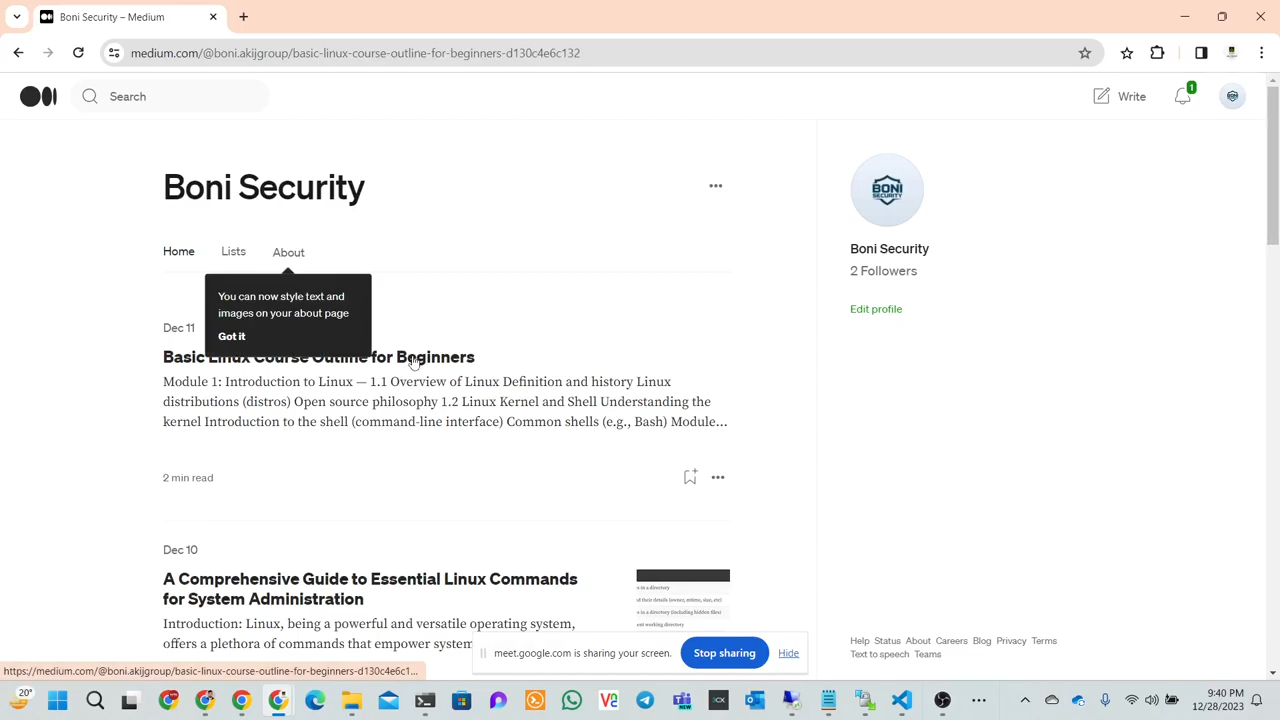 Boni Security – Medium
medium.com/@boni.akijgroup/basic-linux-course-outline-for-beginners-d130c4e6c132
Search
Write
1
Boni Security
Home Lists About
You can now style text and
images on your about page
Got it
Dec 11
Basic Linux Course Outline for Beginners
Module 1: Introduction to Linux — 1.1 Overview of Linux Definition and history Linux
distributions (distros) Open source philosophy 1.2 Linux Kernel and Shell Understanding the
kernel Introduction to the shell (command-line interface) Common shells (e.g., Bash) Module...
2 min read
Dec 10
A Comprehensive Guide to Essential Linux Commands
for System Administration
Introduction: Linux, being a powerful and versatile operating system,
offers a plethora of commands that empower system
BONI
SECURITY
Boni Security
2 Followers
Edit profile
Help Status About Careers Blog Privacy Terms
Text to speech Teams
meet.google.com is sharing your screen. Stop sharing Hide
https://medium.com/@boni.akijgroup/basic-linux-course-outline-for-beginners-d130c4e6c1...
20°
9:40 PM
12/28/2023